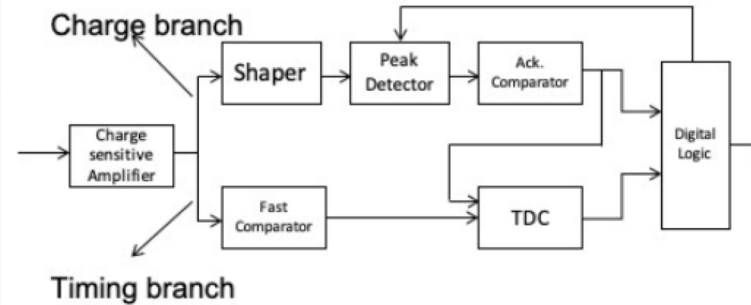 Charge branch
Shaper
Peak
Detector
Ack.
Comparator
Charge
sensitive
Amplifier
Digital
Logic
Fast
Comparator
TDC
Timing branch